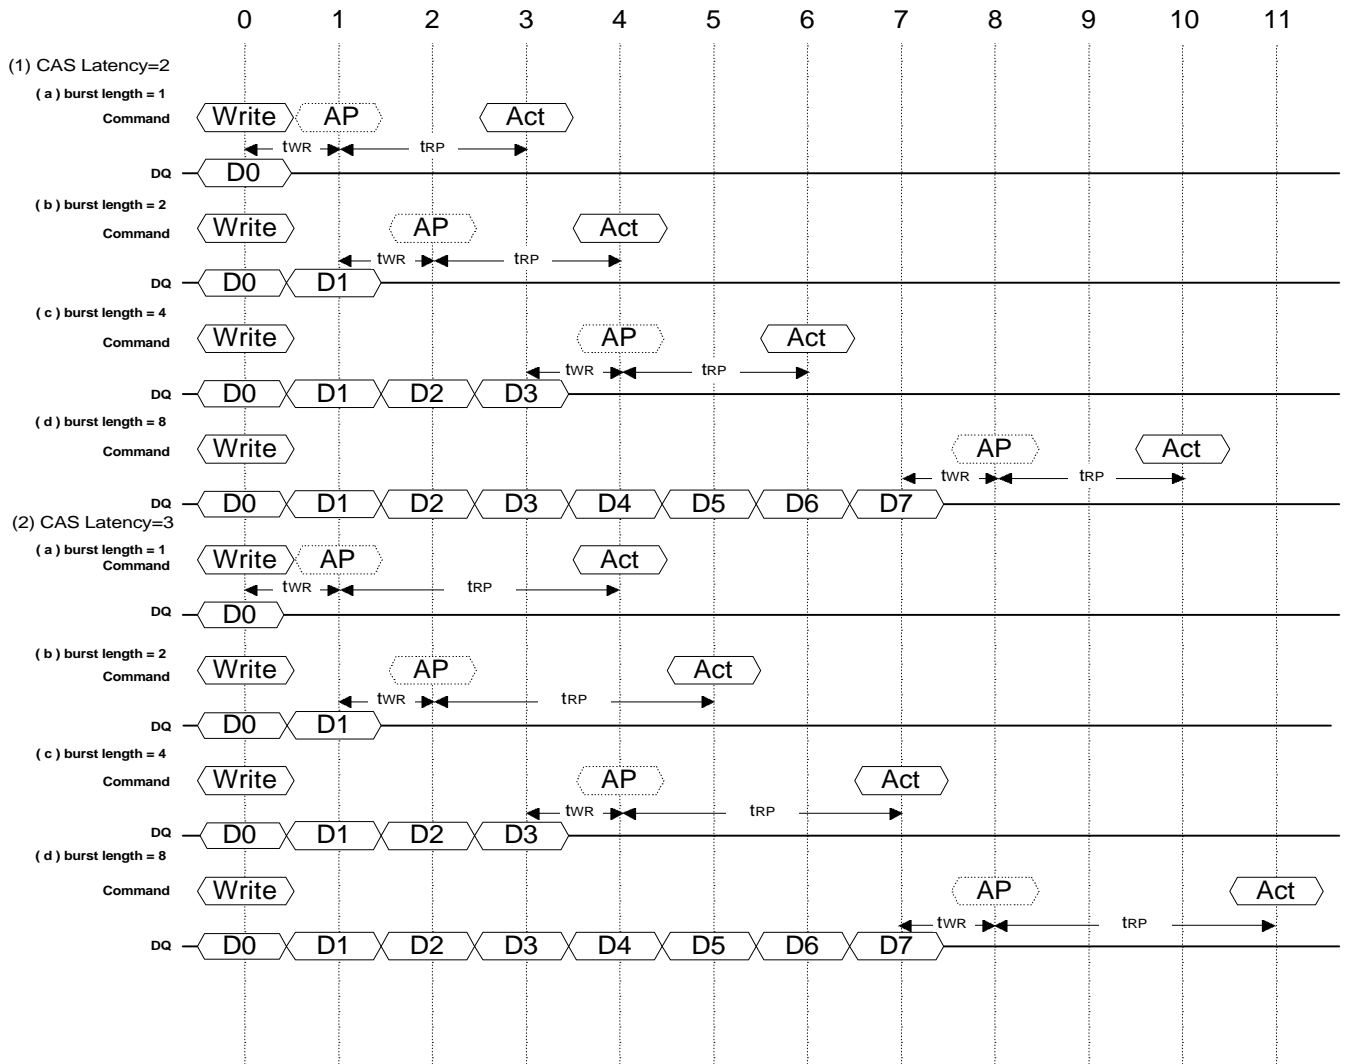 0 1 2 3 4 5 6 7 8 9 10 11
(1) CAS Latency=2
( a ) burst length = 1
Command Write AP Act
tWR tRP
DQ D0
( b ) burst length = 2
Command Write AP Act
tWR tRP
DQ D0 D1
( c ) burst length = 4
Command Write AP Act
tWR tRP
DQ D0 D1 D2 D3
( d ) burst length = 8
Command Write AP Act
tWR tRP
DQ D0 D1 D2 D3 D4 D5 D6 D7
(2) CAS Latency=3
( a ) burst length = 1
Command Write AP Act
tWR tRP
DQ D0
( b ) burst length = 2
Command Write AP Act
tWR tRP
DQ D0 D1
( c ) burst length = 4
Command Write AP Act
tWR tRP
DQ D0 D1 D2 D3
( d ) burst length = 8
Command Write AP Act
tWR tRP
DQ D0 D1 D2 D3 D4 D5 D6 D7